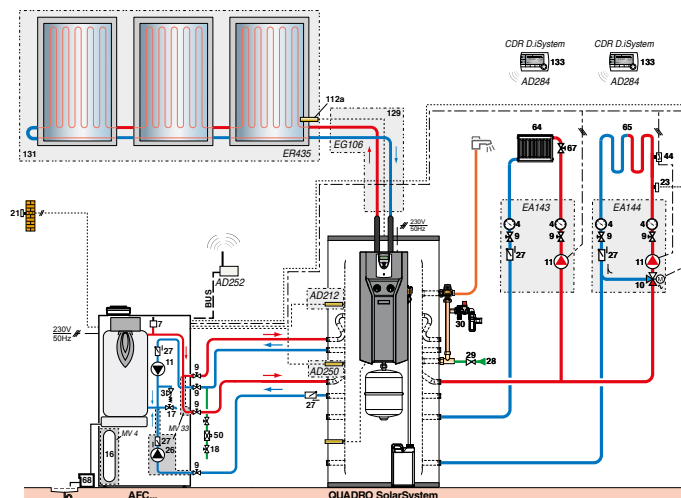 CDR D.iSystem
133
AD284
CDR D.iSystem
133
AD284
112a
129
EG106
131
ER435
64
67
65
44
23
EA143
EA144
4
4
4
4
9
9
9
9
27
11
27
11
10
M
21
230V
50Hz
AD252
BUS
AD212
AD250
30
29
28
230V
50Hz
7
27
11
9
9
9
9
17
50
18
27
MV 4
MV 33
27
26
9
16
68
AFC...
QUADRO SolarSystem